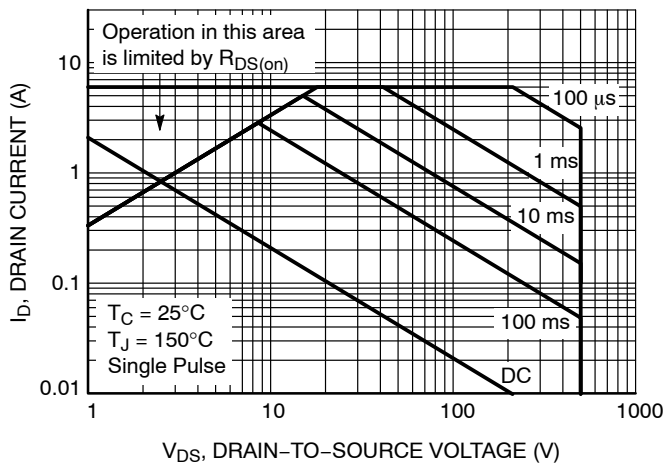 Operation in this area
is limited by RDS(on)
10
1
0.1
0.01
ID, DRAIN CURRENT (A)
100 µs
1 ms
10 ms
100 ms
DC
TC = 25°C
TJ = 150°C
Single Pulse
1
10
100
1000
VDS, DRAIN−TO−SOURCE VOLTAGE (V)